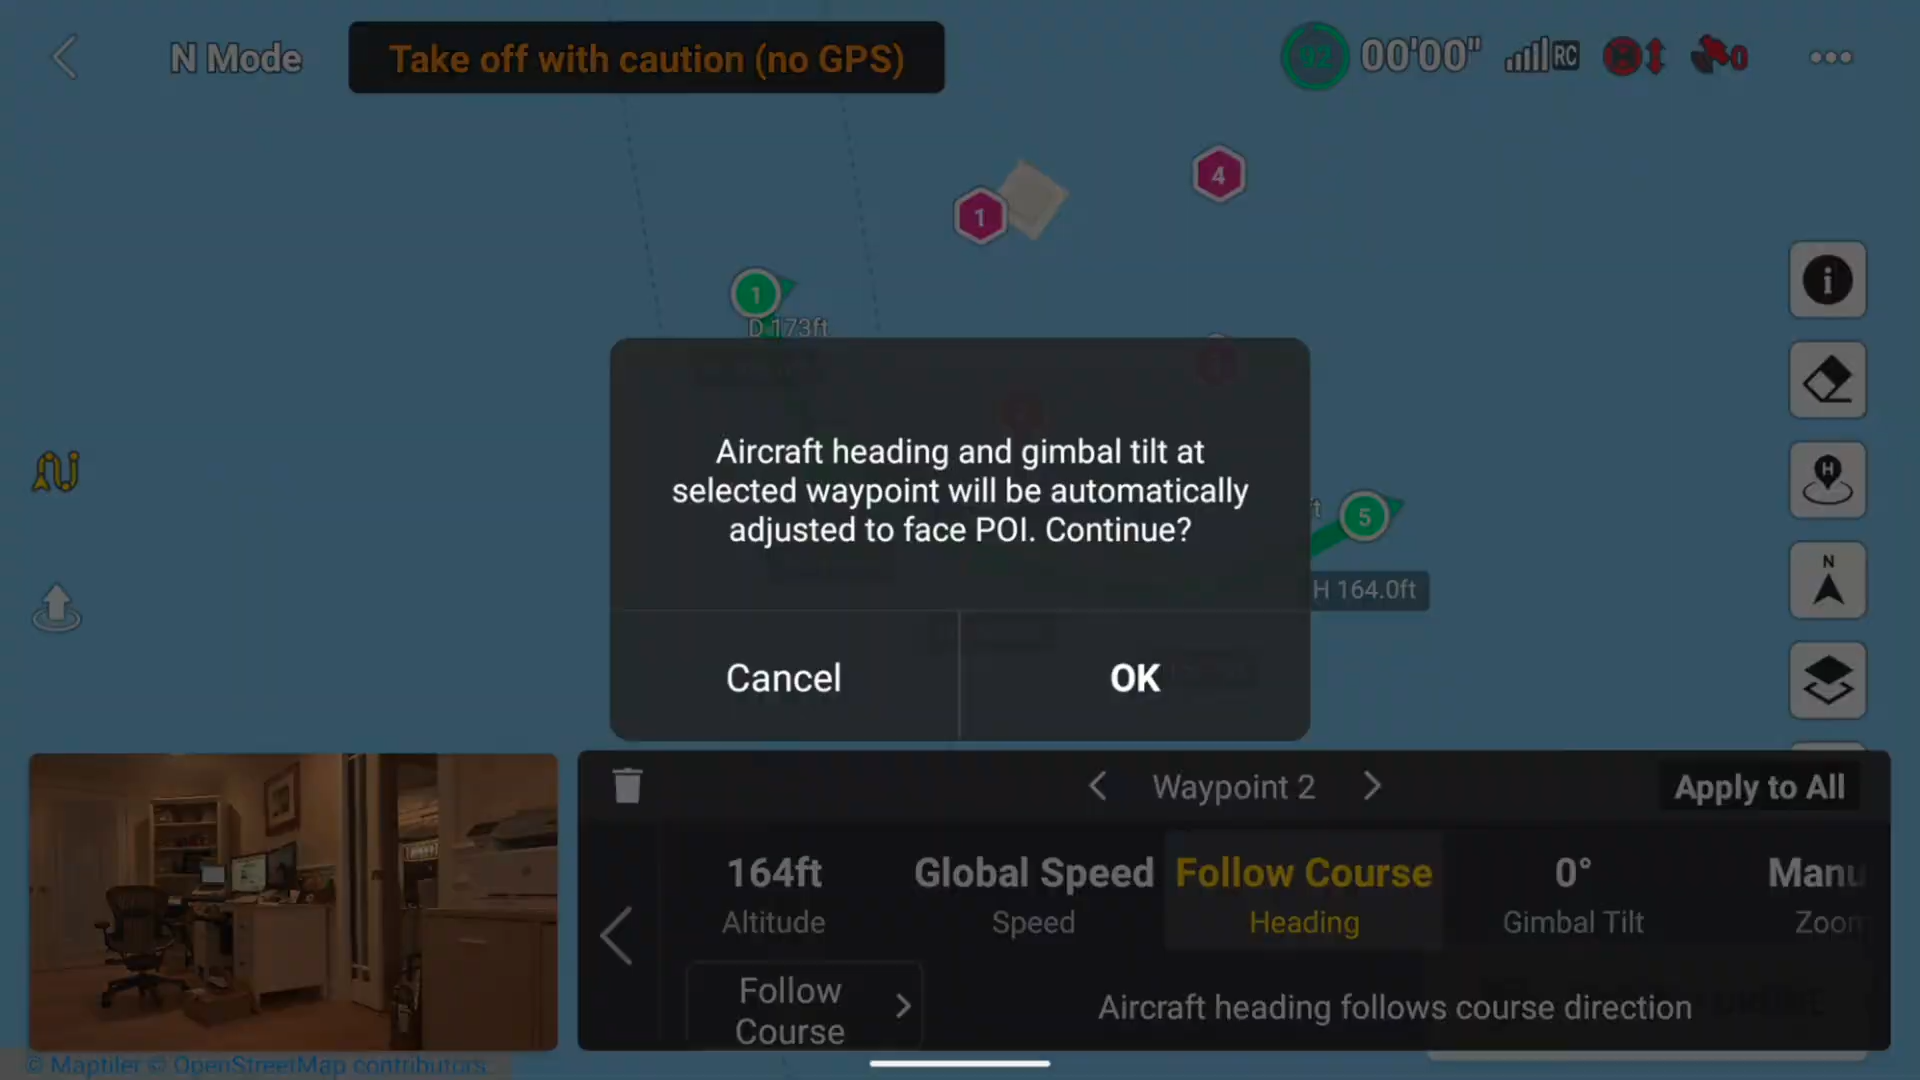 N Mode
Take off with caution (no GPS)
92
00'00"
RC
0
4
1
1
D 173ft
Aircraft heading and gimbal tilt at
selected waypoint will be automatically
adjusted to face POI. Continue?
5
H 164.0ft
H
N
Cancel
OK
Waypoint 2
Apply to All
164ft
Altitude
Global Speed
Speed
Follow Course
Heading
0°
Gimbal Tilt
Manu
Zoom
Follow
Course
Aircraft heading follows course direction
© Maptiler © OpenStreetMap contributors